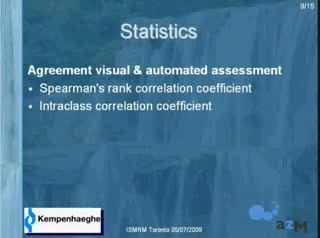 9/15
Statistics
Agreement visual & automated assessment
• Spearman's rank correlation coefficient
• Intraclass correlation coefficient
Kempenhaeghe
ISMRM Toronto 05/07/2008
azM